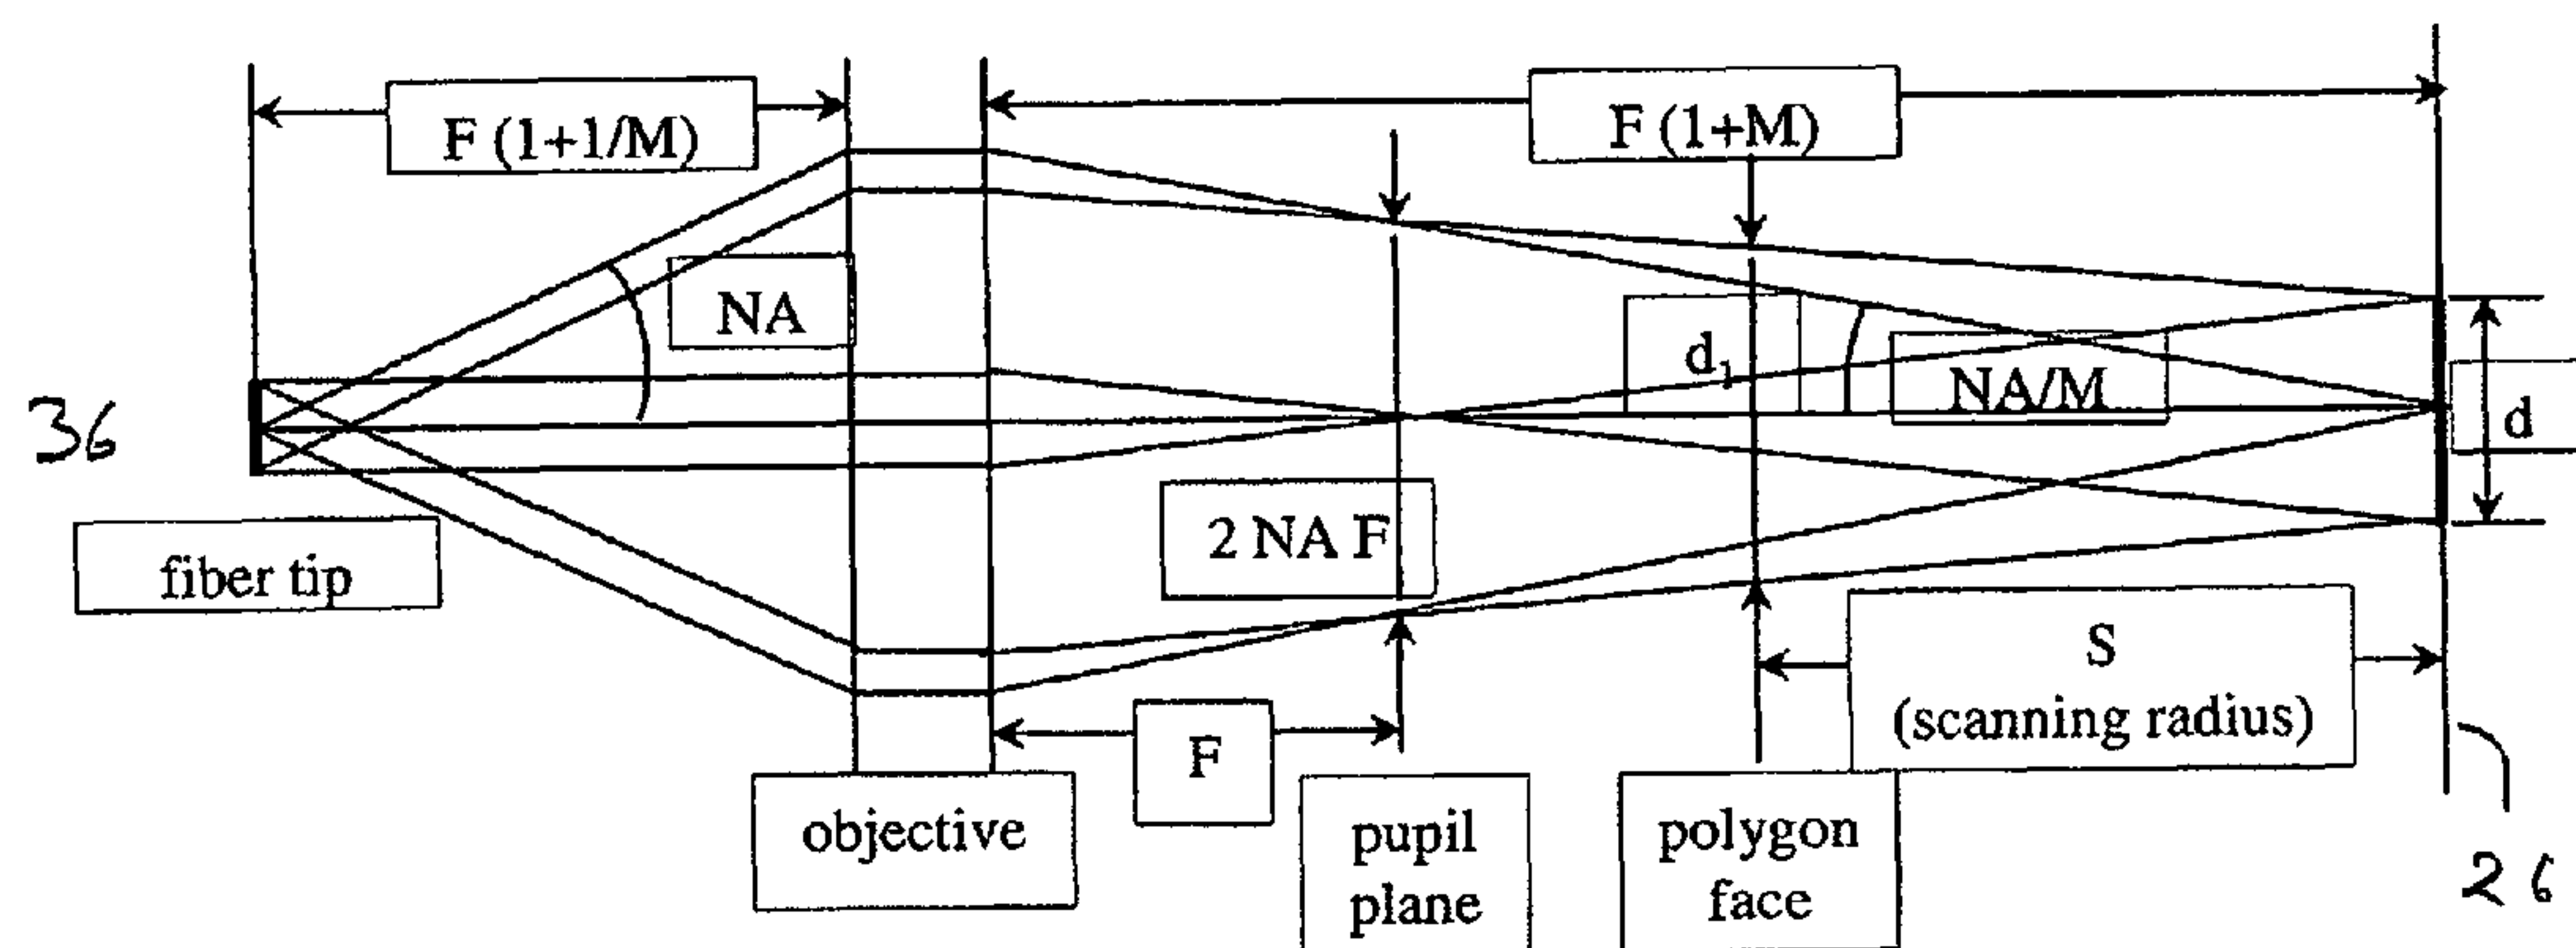 F (1+1/M)
F (1+M)
NA
d₁
NA/M
36
d
2 NA F
fiber tip
S
(scanning radius)
F
objective
pupil
plane
polygon
face
26